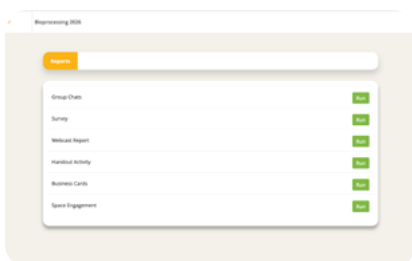 Bioprocessing 2026
Reports
Group Chats
Run
Survey
Run
Webcast Report
Run
Handout Activity
Run
Business Cards
Run
Space Engagement
Run